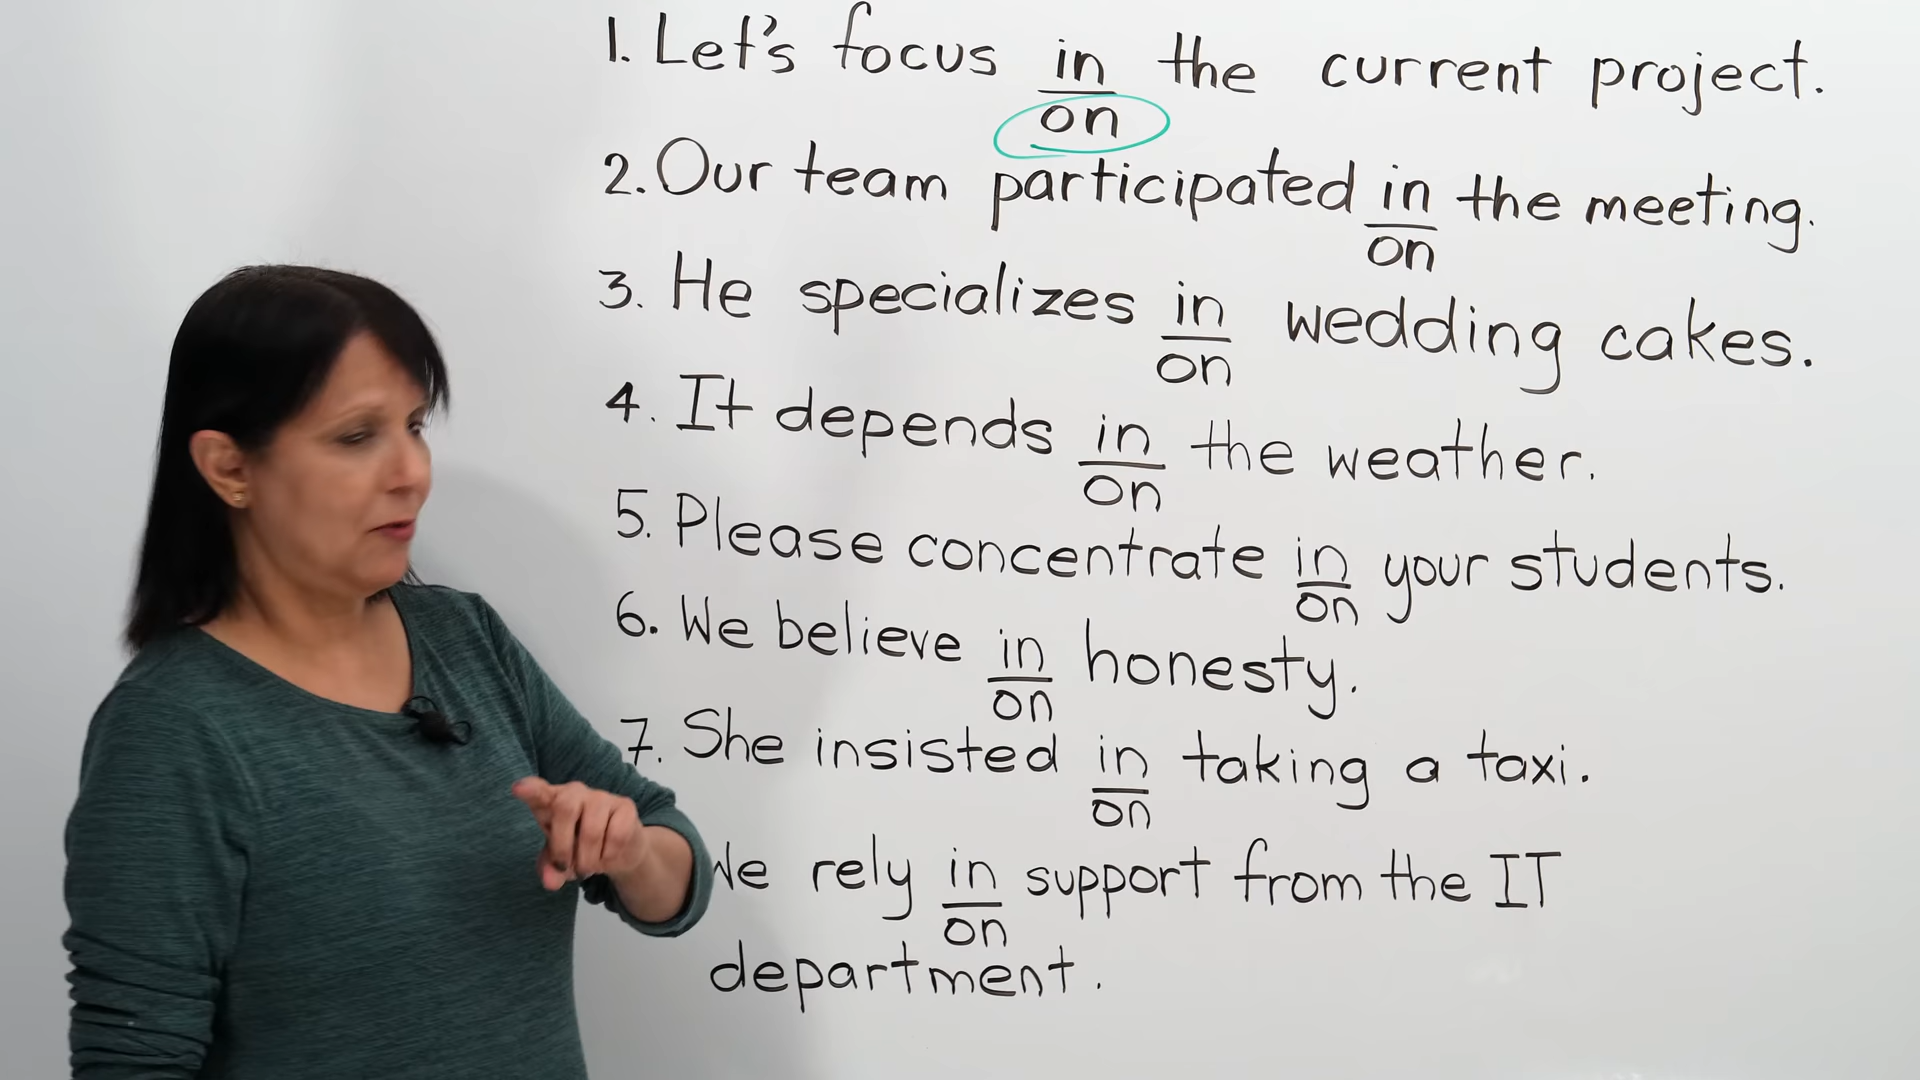 1. Let's focus in the current project.
on
2. Our team participated in the meeting.
on
3. He specializes in wedding cakes.
on
4. It depends in the weather.
on
5. Please concentrate in your students.
on
6. We believe in honesty.
on
7. She insisted in taking a taxi.
on
We rely in support from the IT
on
department.